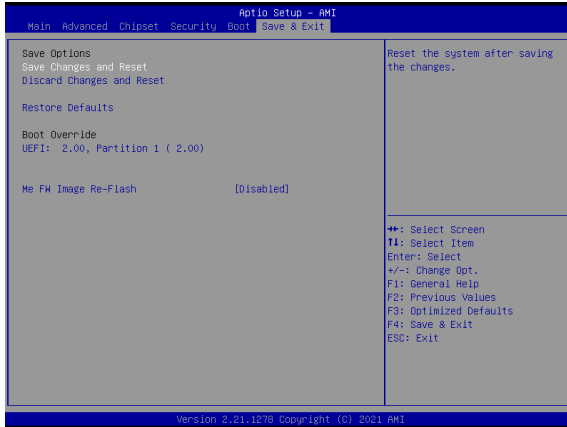 Aptio Setup – AMI
Main Advanced Chipset Security Boot Save & Exit
Save Options
Save Changes and Reset
Discard Changes and Reset
Restore Defaults
Boot Override
UEFI: 2.00, Partition 1 ( 2.00)
Me FW Image Re-Flash [Disabled]
Reset the system after saving
the changes.
→←: Select Screen
↑↓: Select Item
Enter: Select
+/-: Change Opt.
F1: General Help
F2: Previous Values
F3: Optimized Defaults
F4: Save & Exit
ESC: Exit
Version 2.21.1278 Copyright (C) 2021 AMI